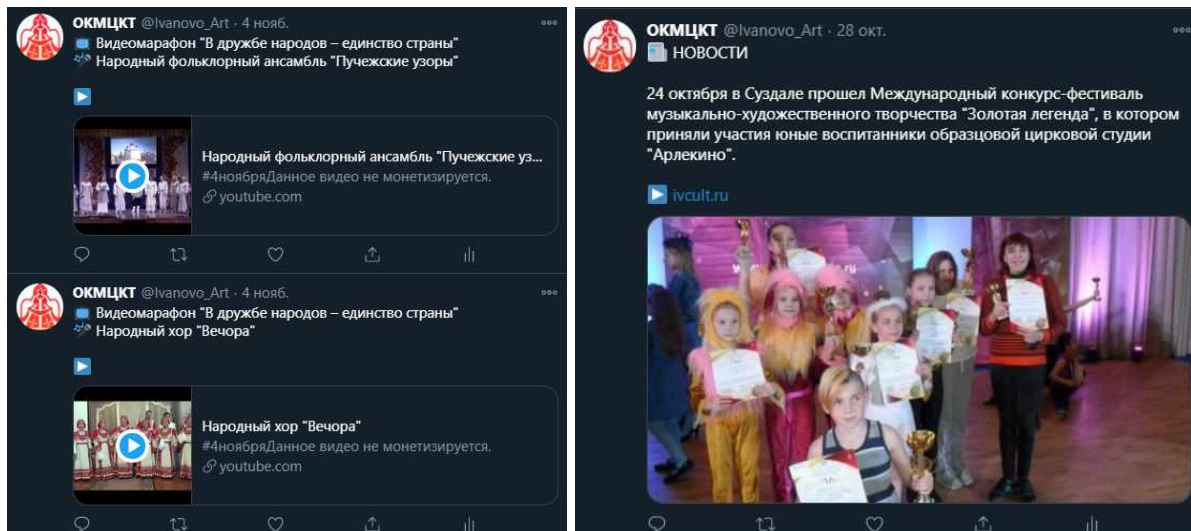 ОКМЦКТ @Ivanovo_Art · 4 нояб.
Видеомарафон "В дружбе народов – единство страны"
Народный фольклорный ансамбль "Пучежские узоры"
Народный фольклорный ансамбль "Пучежские уз...
#4ноябряДанное видео не монетизируется.
youtube.com
ОКМЦКТ @Ivanovo_Art · 4 нояб.
Видеомарафон "В дружбе народов – единство страны"
Народный хор "Вечора"
Народный хор "Вечора"
#4ноябряДанное видео не монетизируется.
youtube.com
ОКМЦКТ @Ivanovo_Art · 28 окт.
НОВОСТИ
24 октября в Суздале прошел Международный конкурс-фестиваль
музыкально-художественного творчества "Золотая легенда", в котором
приняли участия юные воспитанники образцовой цирковой студии
"Арлекино".
ivcult.ru